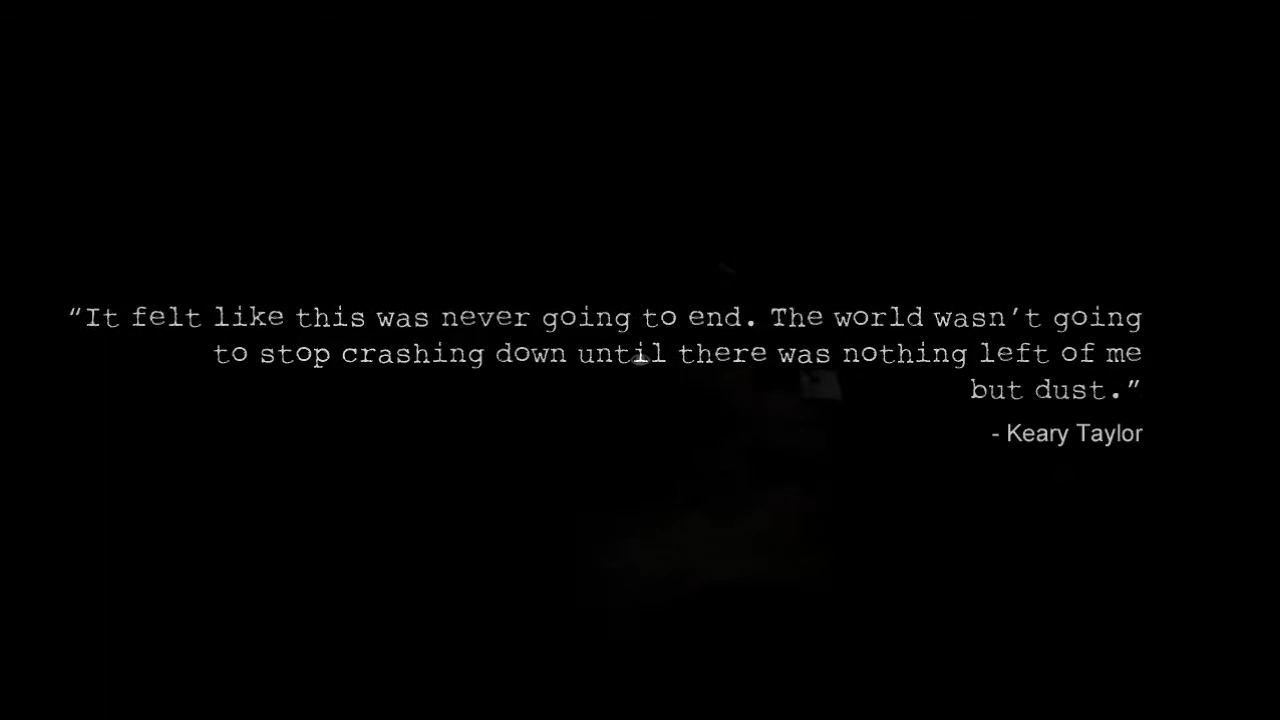 “It felt like this was never going to end. The world wasn’t going
to stop crashing down until there was nothing left of me
but dust.”
- Keary Taylor